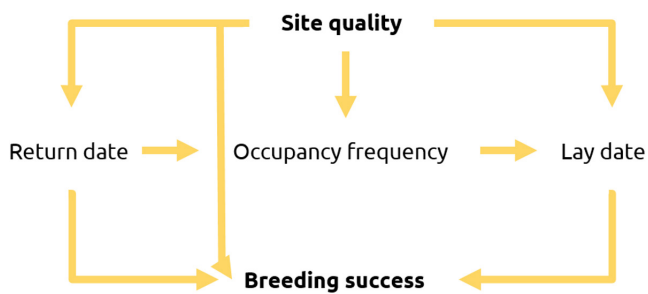 Site quality
Return date
Occupancy frequency
Lay date
Breeding success